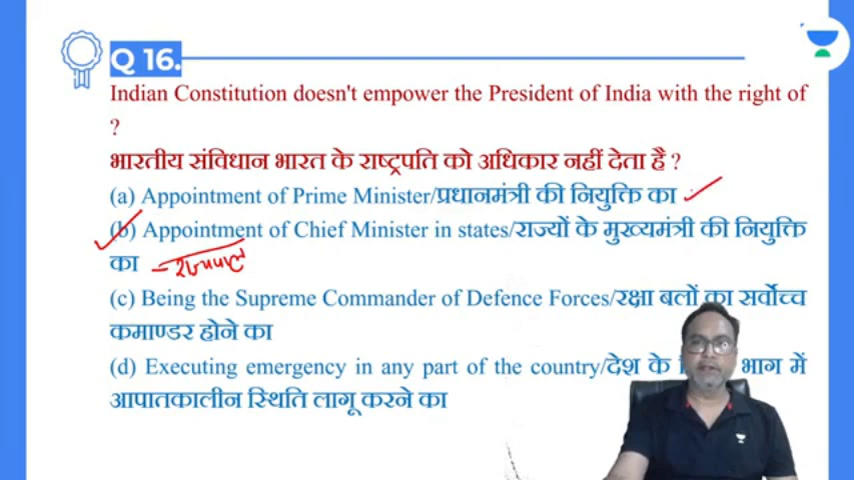 Q 16.
Indian Constitution doesn't empower the President of India with the right of
?
भारतीय संविधान भारत के राष्ट्रपति को अधिकार नहीं देता है ?
(a) Appointment of Prime Minister/प्रधानमंत्री की नियुक्ति का
(b) Appointment of Chief Minister in states/राज्यों के मुख्यमंत्री की नियुक्ति
का
(c) Being the Supreme Commander of Defence Forces/रक्षा बलों का सर्वोच्च
कमाण्डर होने का
(d) Executing emergency in any part of the country/देश के भाग में
आपातकालीन स्थिति लागू करने का